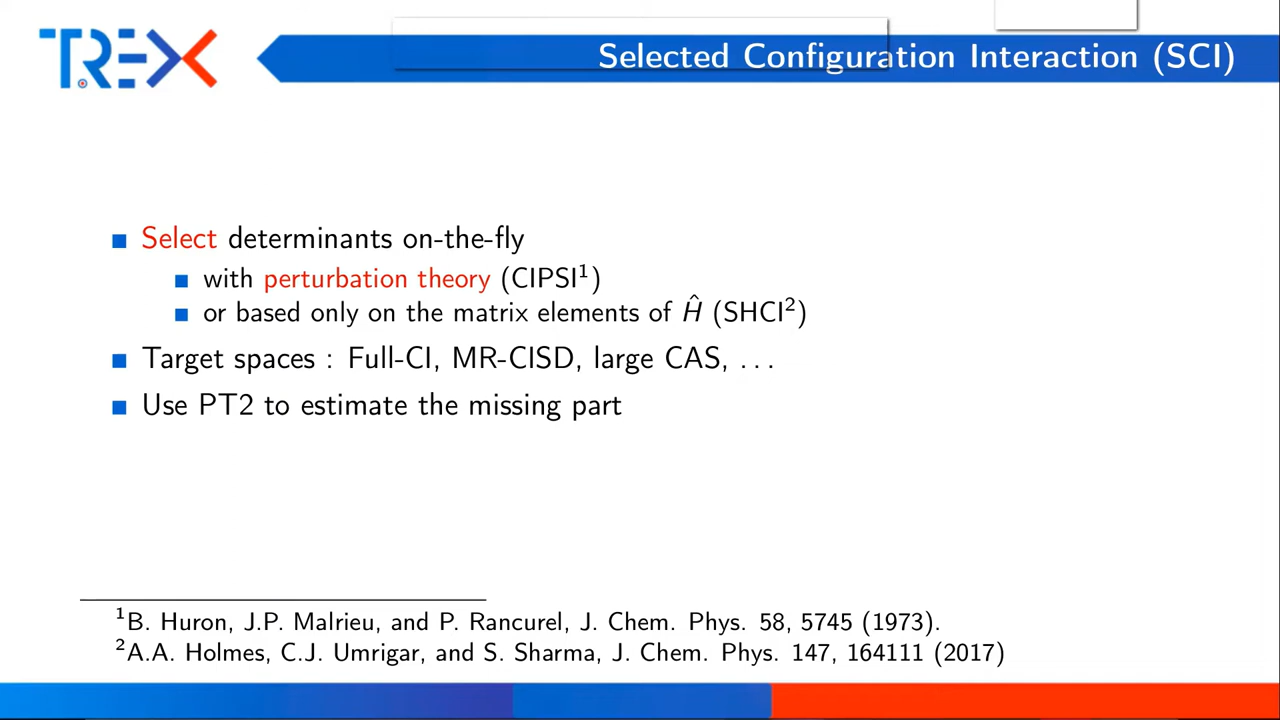 TREX
Selected Configuration Interaction (SCI)
Select determinants on-the-fly
with perturbation theory (CIPSI¹)
or based only on the matrix elements of Ĥ (SHCI²)
Target spaces : Full-CI, MR-CISD, large CAS, . . .
Use PT2 to estimate the missing part
¹B. Huron, J.P. Malrieu, and P. Rancurel, J. Chem. Phys. 58, 5745 (1973).
²A.A. Holmes, C.J. Umrigar, and S. Sharma, J. Chem. Phys. 147, 164111 (2017)